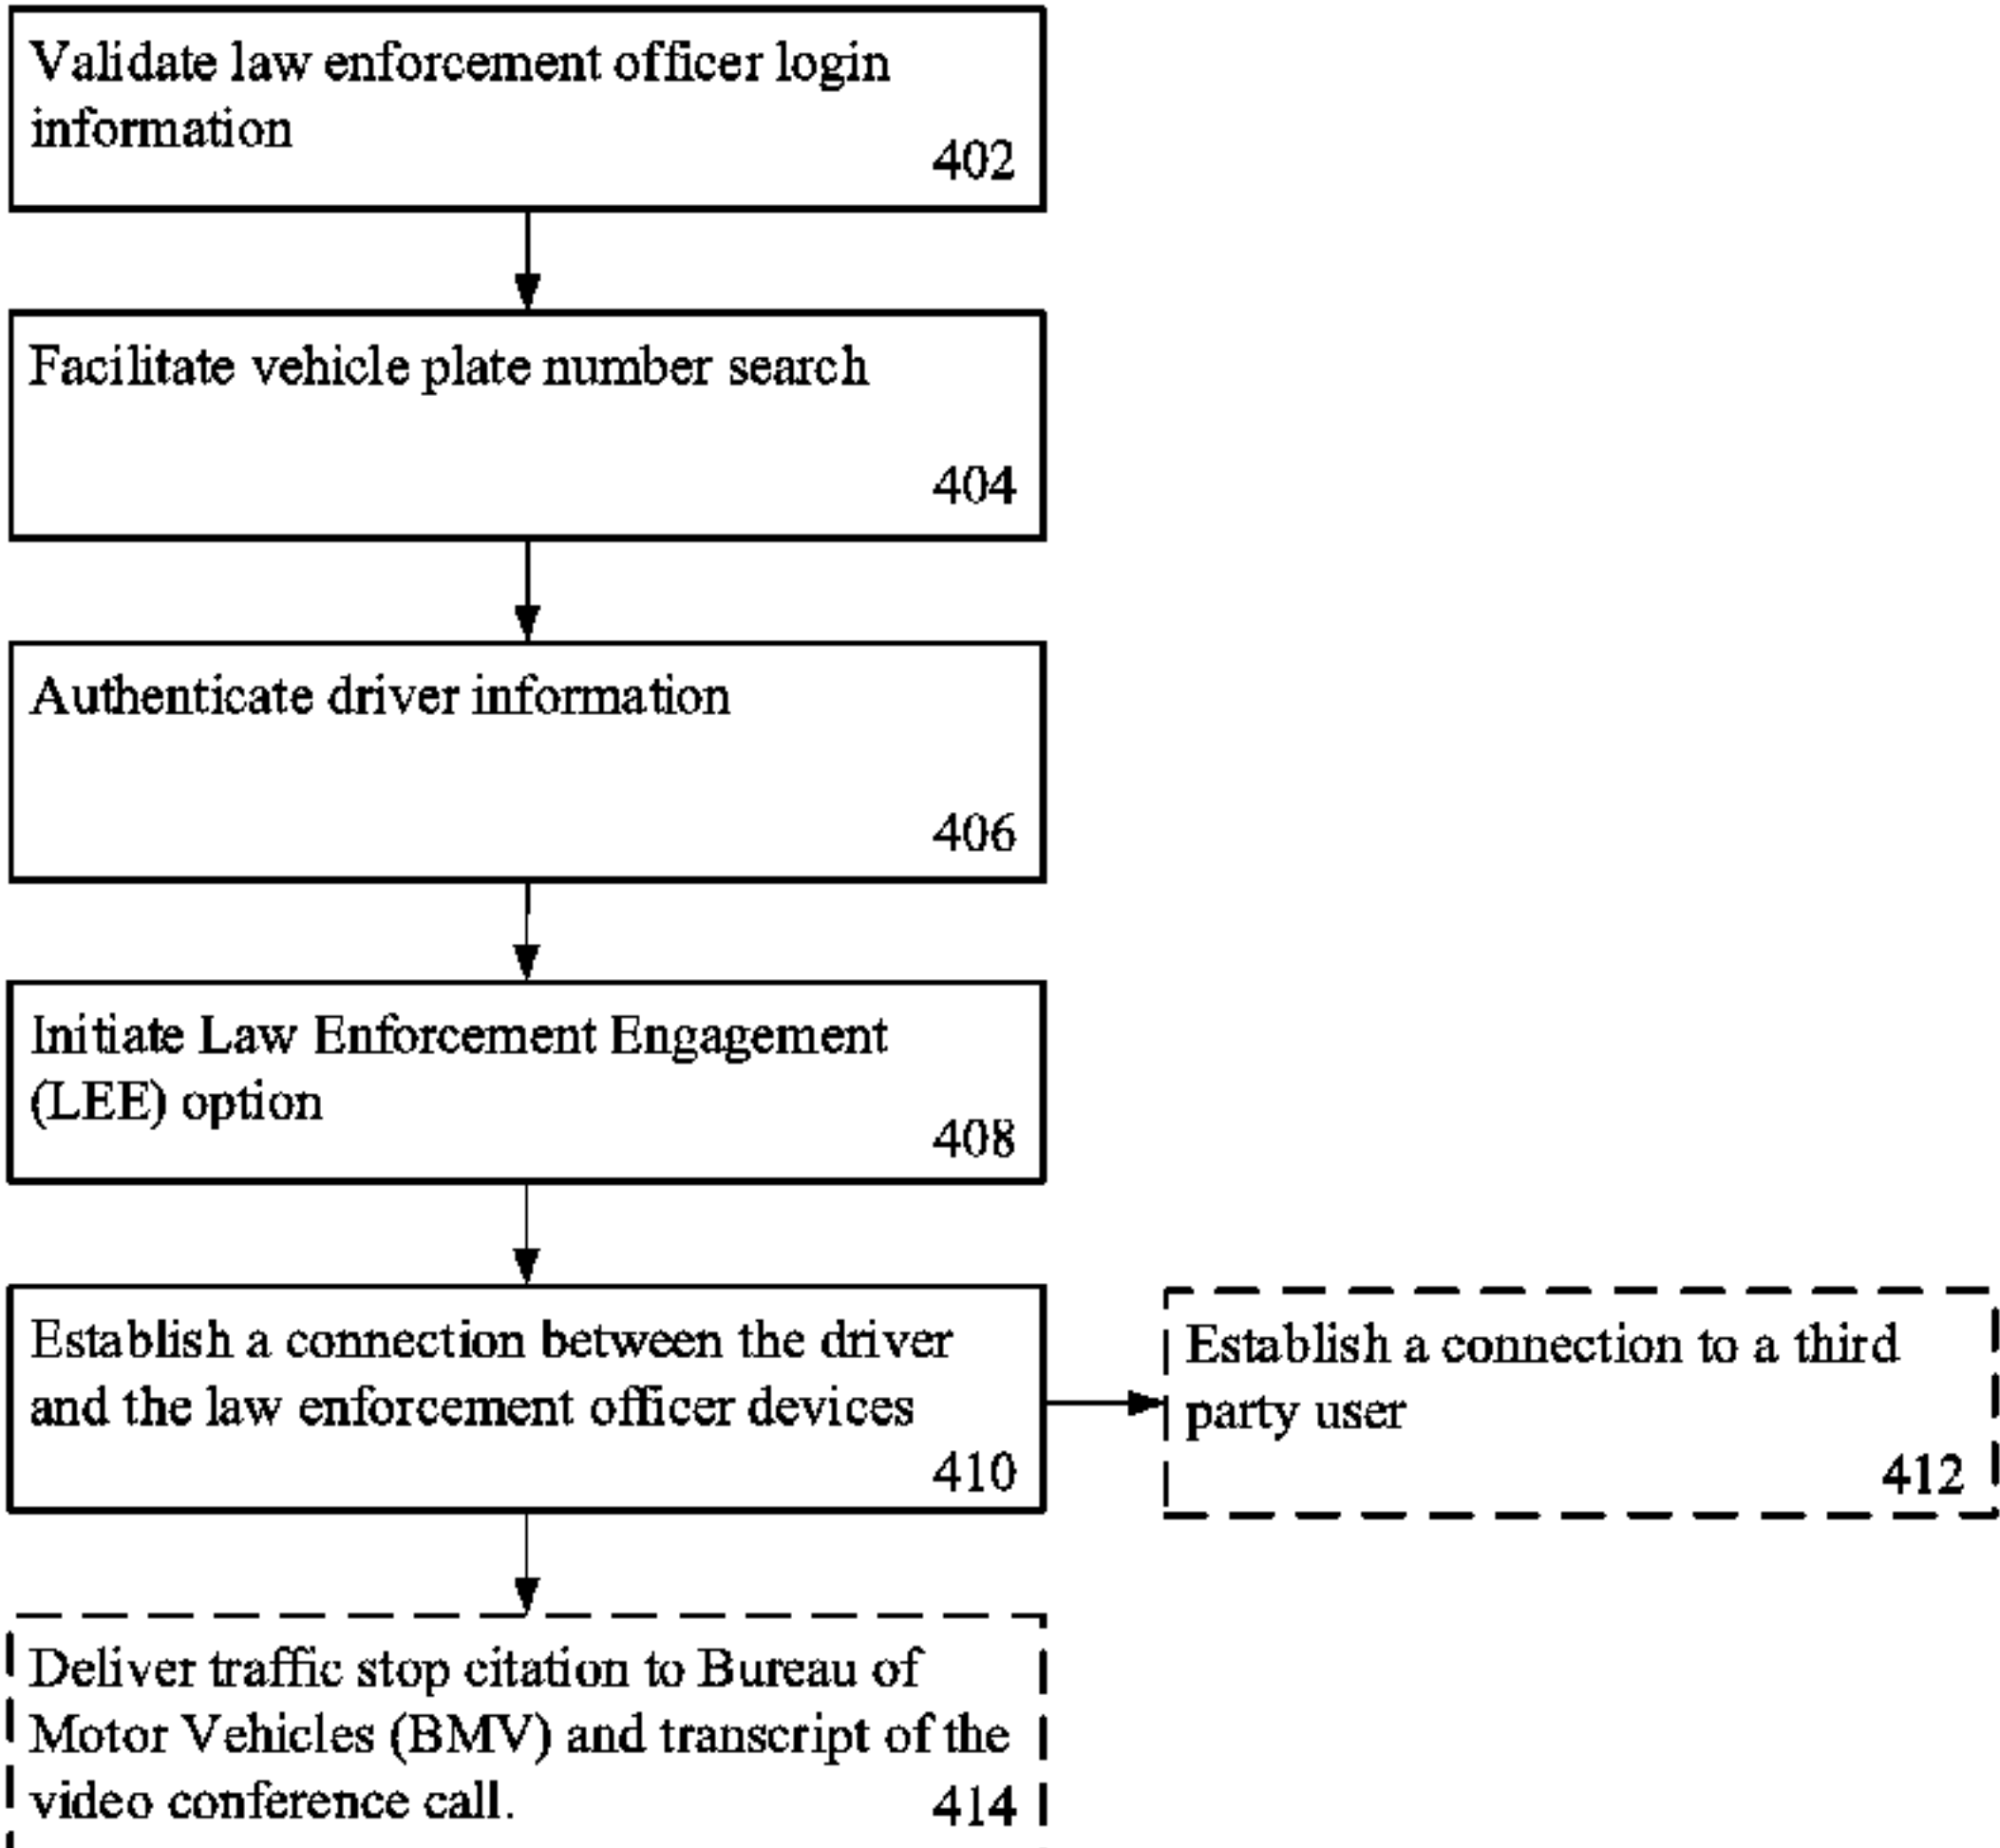 Validate law enforcement officer login
information
402
Facilitate vehicle plate number search
404
Authenticate driver information
406
Initiate Law Enforcement Engagement
(LEE) option
408
Establish a connection between the driver
and the law enforcement officer devices
410
Establish a connection to a third
party user
412
Deliver traffic stop citation to Bureau of
Motor Vehicles (BMV) and transcript of the
video conference call.
414